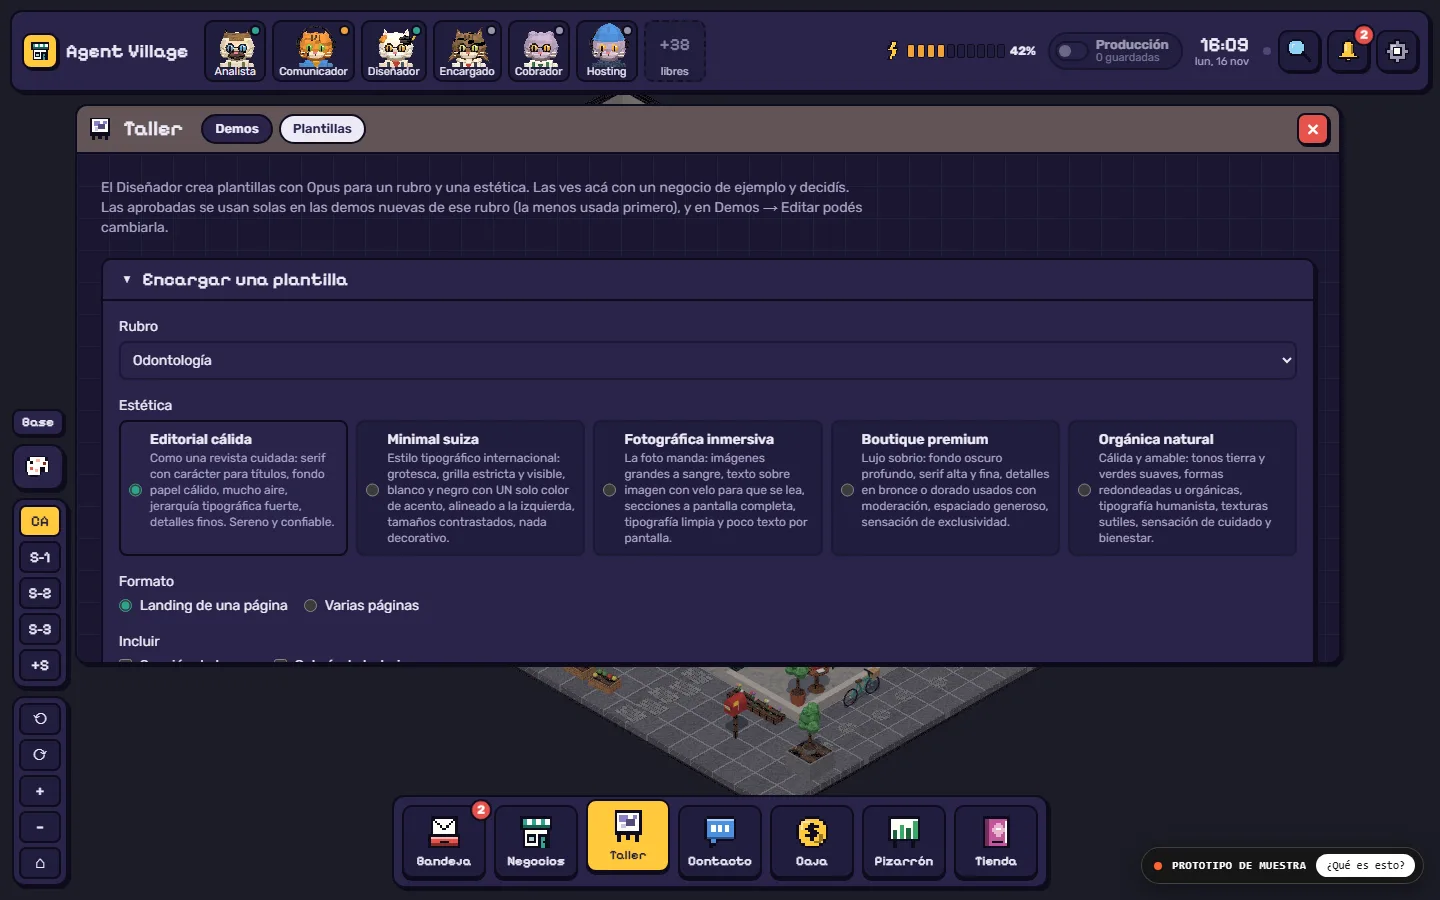 Agent Village
Analista
Comunicador
Diseñador
Encargado
Cobrador
Hosting
+38
libres
42%
Producción
0 guardadas
16:09
lun, 16 nov
2
Taller
Demos
Plantillas
El Diseñador crea plantillas con Opus para un rubro y una estética. Las ves acá con un negocio de ejemplo y decidís.
Las aprobadas se usan solas en las demos nuevas de ese rubro (la menos usada primero), y en Demos → Editar podés
cambiarla.
Encargar una plantilla
Rubro
Odontología
Estética
Editorial cálida
Como una revista cuidada: serif
con carácter para títulos, fondo
papel cálido, mucho aire,
jerarquía tipográfica fuerte,
detalles finos. Sereno y confiable.
Minimal suiza
Estilo tipográfico internacional:
grotesca, grilla estricta y visible,
blanco y negro con UN solo color
de acento, alineado a la izquierda,
tamaños contrastados, nada
decorativo.
Fotográfica inmersiva
La foto manda: imágenes
grandes a sangre, texto sobre
imagen con velo para que se lea,
secciones a pantalla completa,
tipografía limpia y poco texto por
pantalla.
Boutique premium
Lujo sobrio: fondo oscuro
profundo, serif alta y fina, detalles
en bronce o dorado usados con
moderación, espaciado generoso,
sensación de exclusividad.
Orgánica natural
Cálida y amable: tonos tierra y
verdes suaves, formas
redondeadas u orgánicas,
tipografía humanista, texturas
sutiles, sensación de cuidado y
bienestar.
Formato
Landing de una página
Varias páginas
Incluir
Base
CA
S-1
S-2
S-3
+S
+
-
2
Bandeja
Negocios
Taller
Contacto
Caja
Pizarrón
Tienda
PROTOTIPO DE MUESTRA
¿Qué es esto?